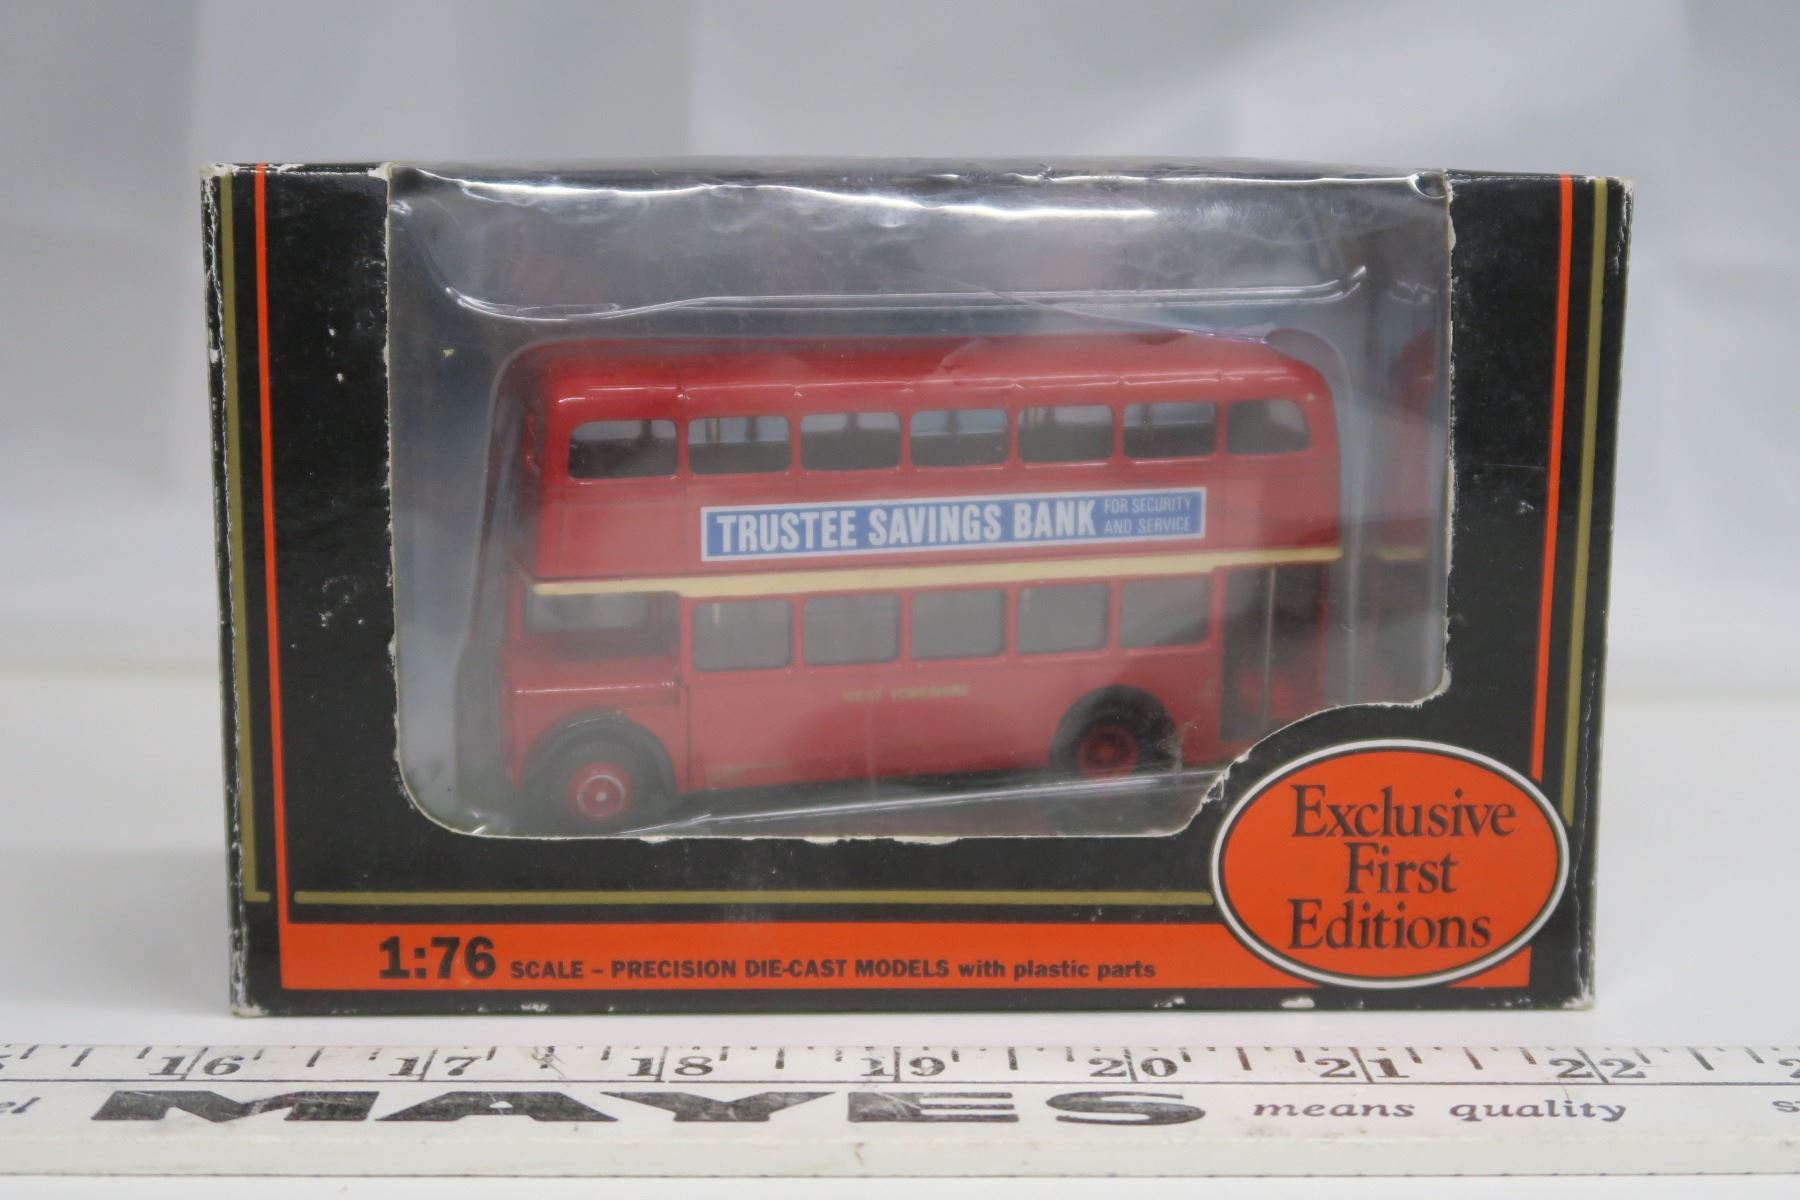 TRUSTEE SAVINGS BANK FOR SECURITY
AND SERVICE
WEST YORKSHIRE
Exclusive
First
Editions
1:76 SCALE – PRECISION DIE-CAST MODELS with plastic parts
16 17 18 19 20 21 22
MAYES means quality